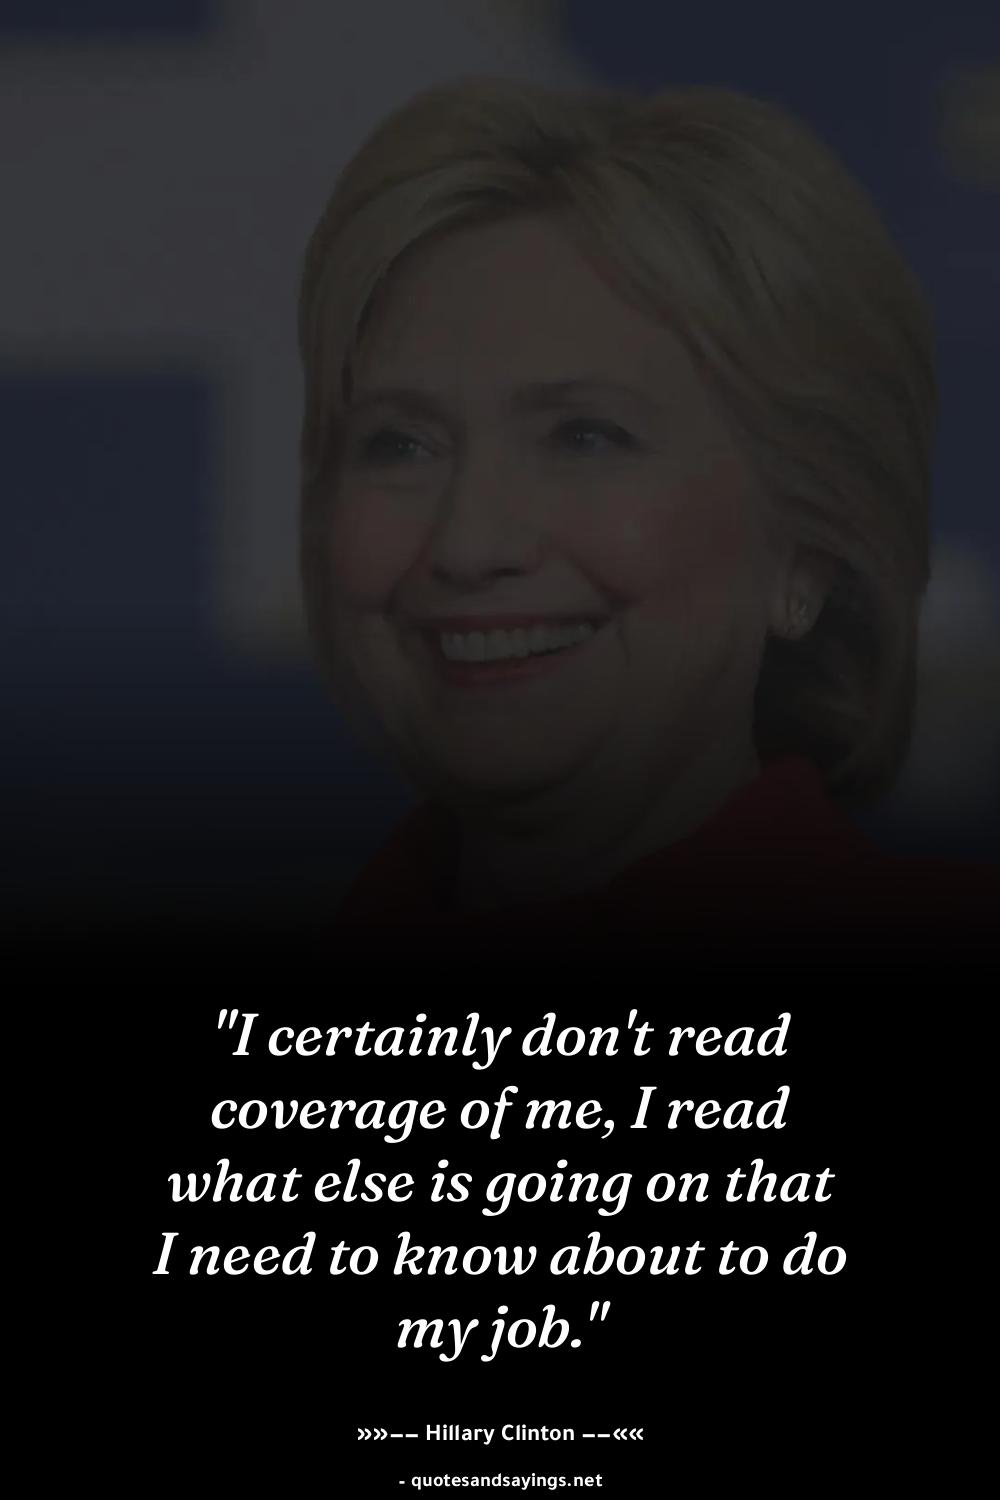 "I certainly don't read
coverage of me, I read
what else is going on that
I need to know about to do
my job."
»»-- Hillary Clinton --««
- quotesandsayings.net